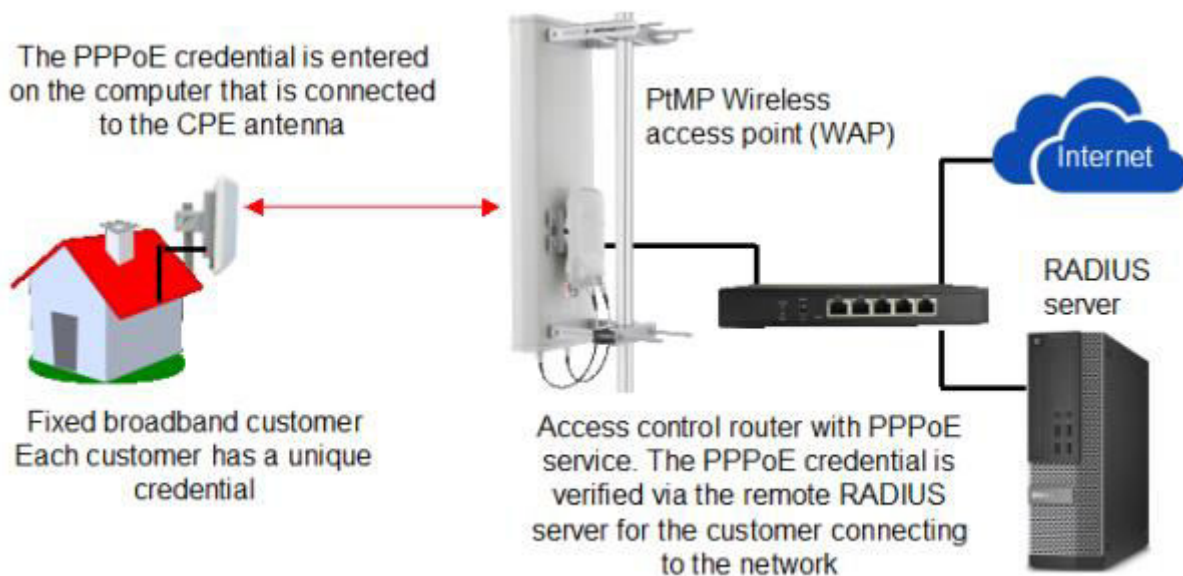 The PPPoE credential is entered
on the computer that is connected
to the CPE antenna
PtMP Wireless
access point (WAP)
Internet
RADIUS
server
Fixed broadband customer
Each customer has a unique
credential
Access control router with PPPoE
service. The PPPoE credential is
verified via the remote RADIUS
server for the customer connecting
to the network